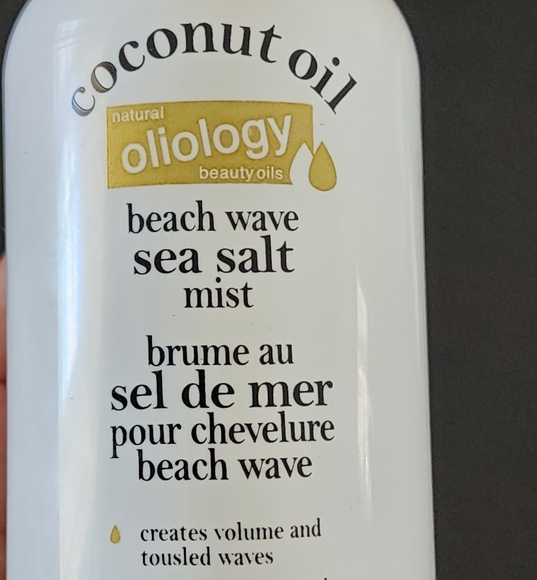 coconut oil
natural
oliology
beauty oils
beach wave
sea salt
mist
brume au
sel de mer
pour chevelure
beach wave
creates volume and
tousled waves